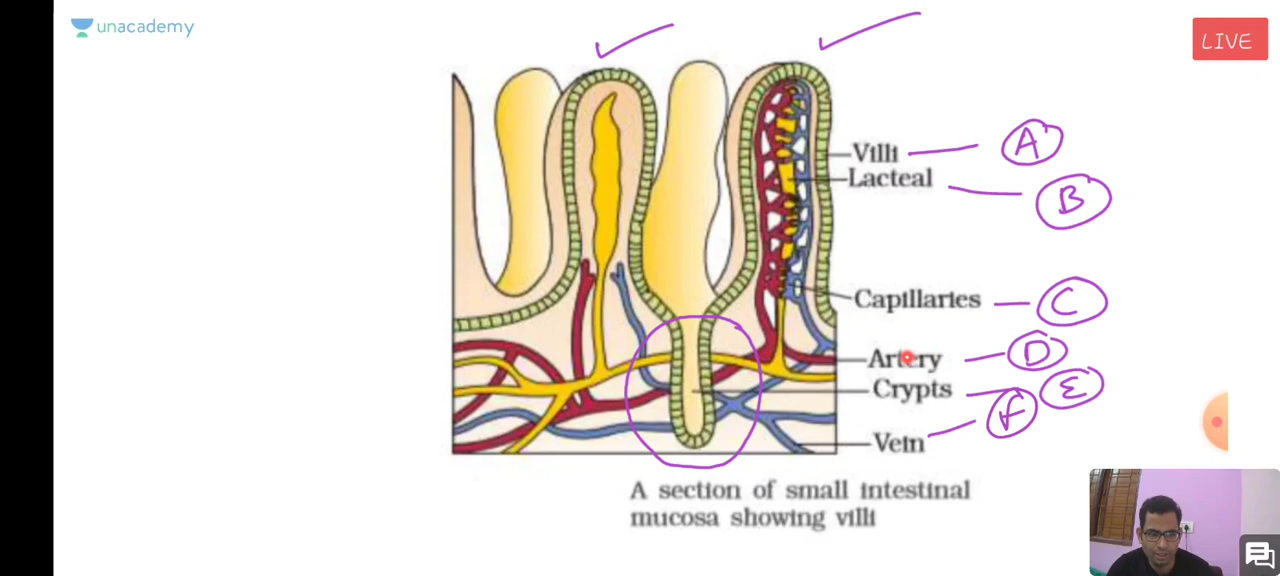 unacademy
LIVE
Villi A
Lacteal B
Capillaries C
Artery D
Crypts E
Vein F
A section of small intestinal
mucosa showing villi